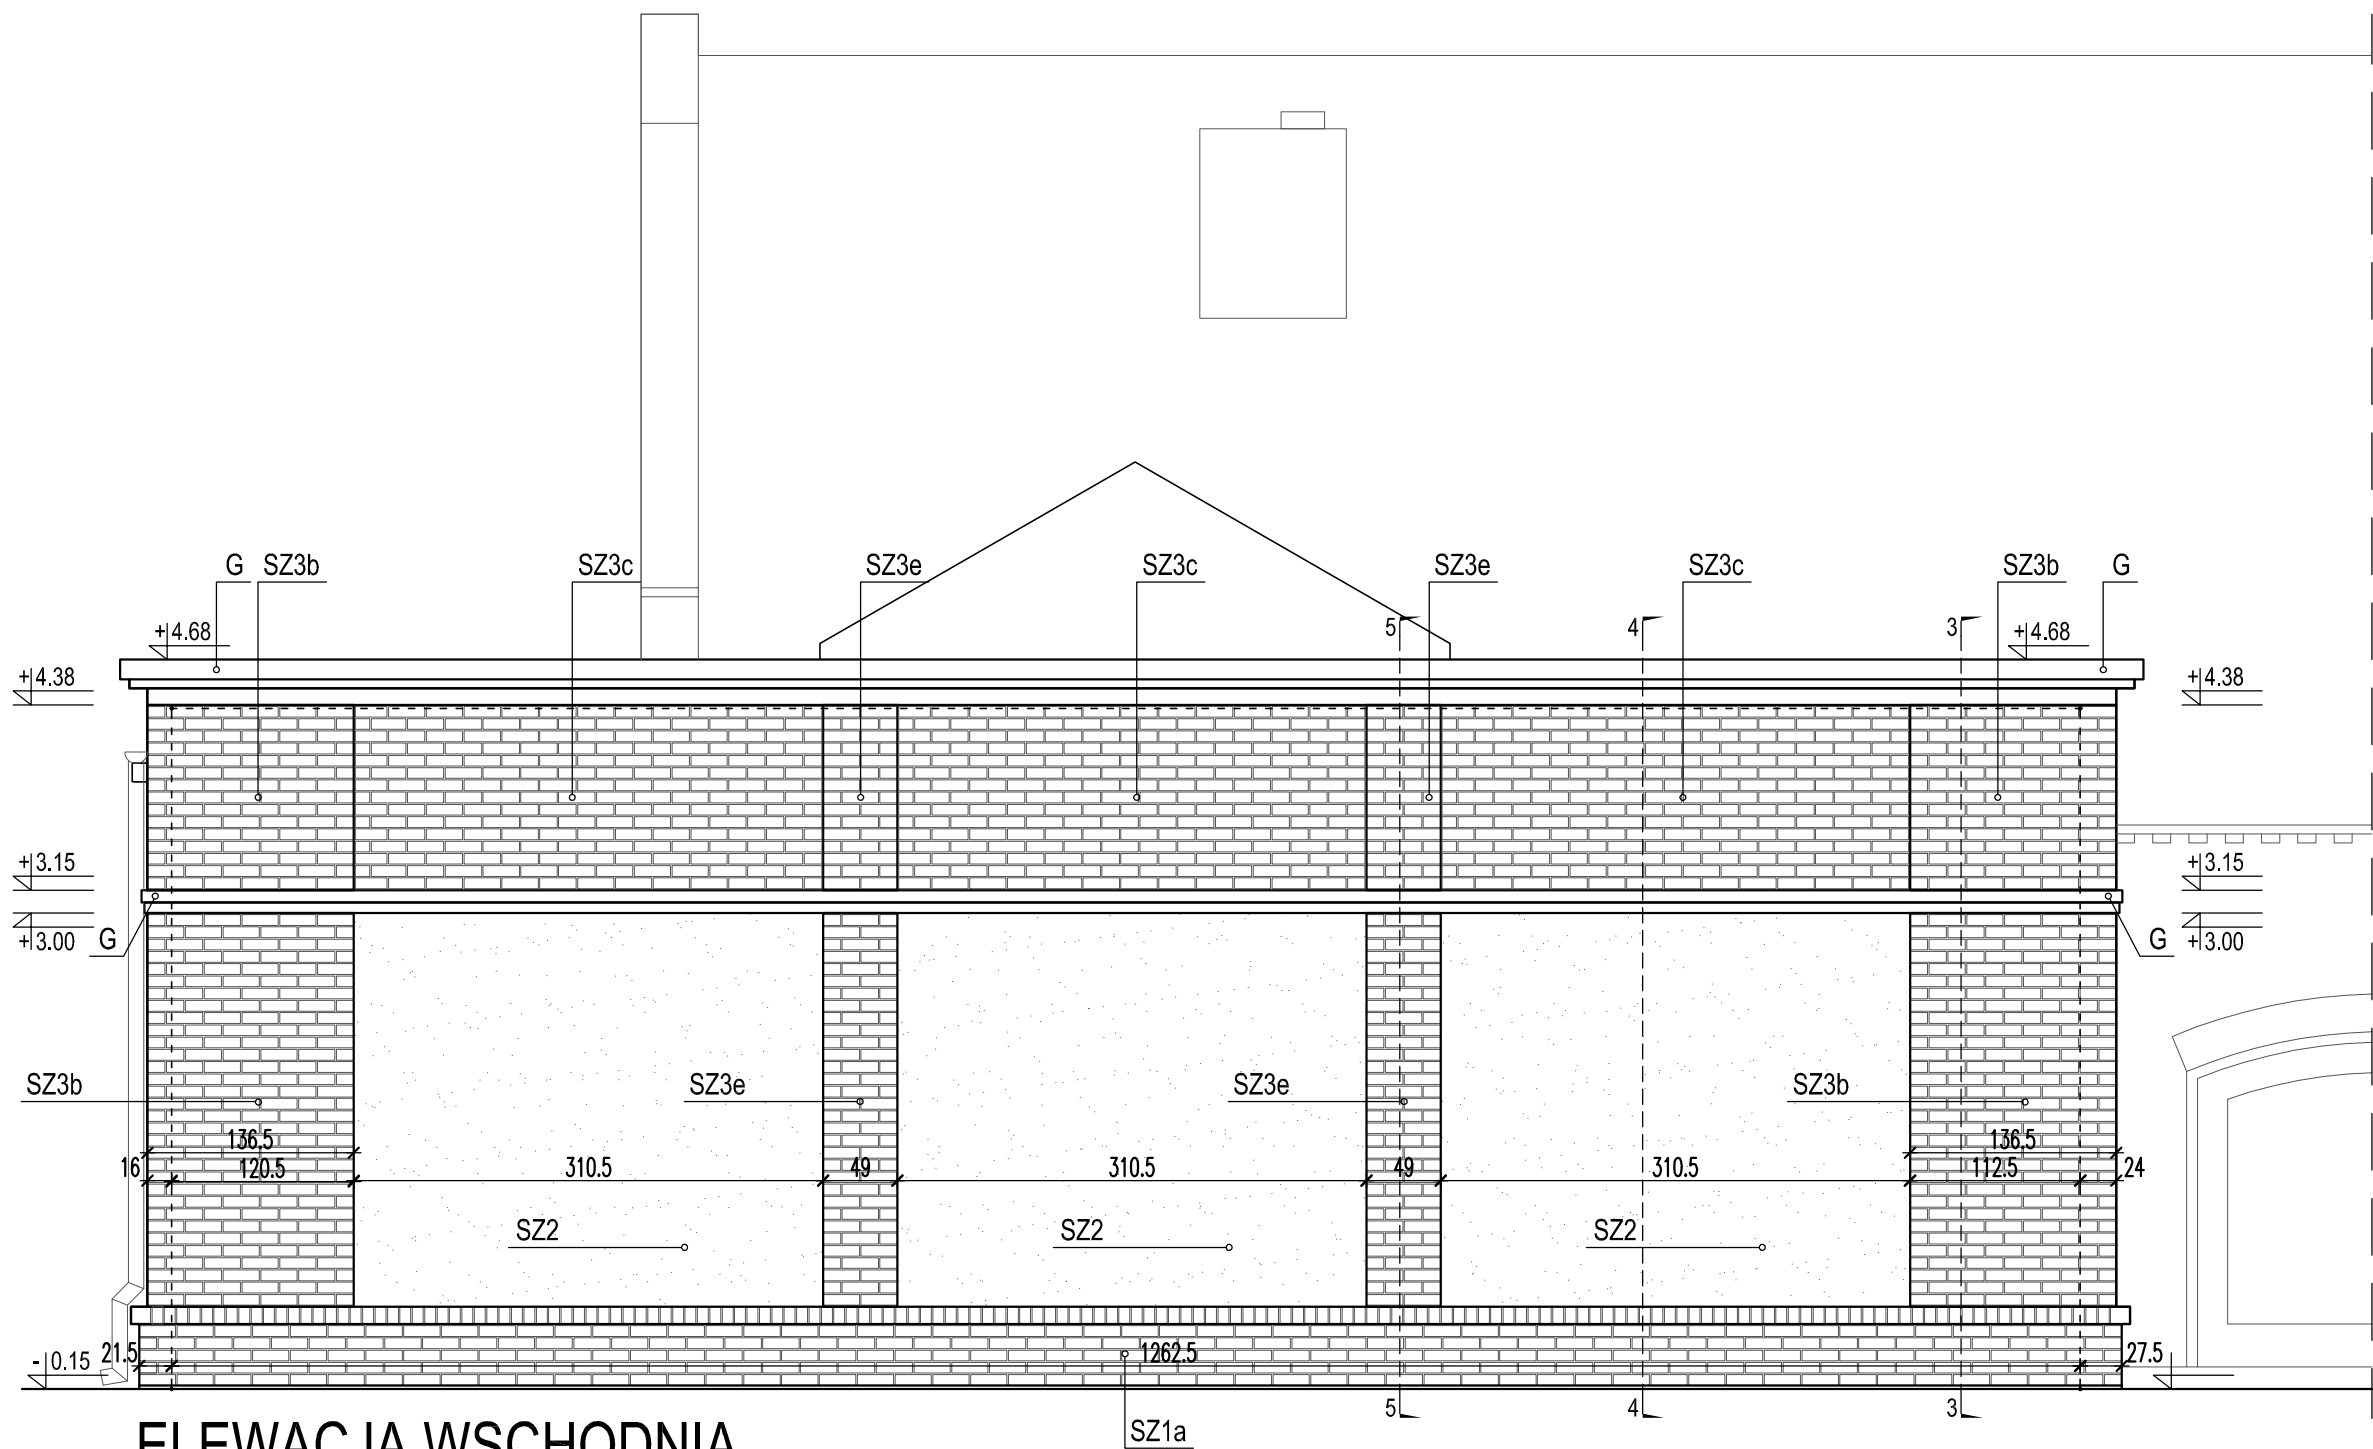 G SZ3b SZ3c SZ3e SZ3c SZ3e SZ3c SZ3b G
5 4 3
+4.68 +4.68
+4.38 +4.38
+3.15 +3.15
+3.00 G G +3.00
SZ3b SZ3e SZ3e SZ3b
136.5 136.5
16 120.5 310.5 49 310.5 49 310.5 112.5 24
SZ2 SZ2 SZ2
-0.15 21.5 1262.5 27.5
5 4 3
SZ1a
ELEWACJA WSCHODNIA